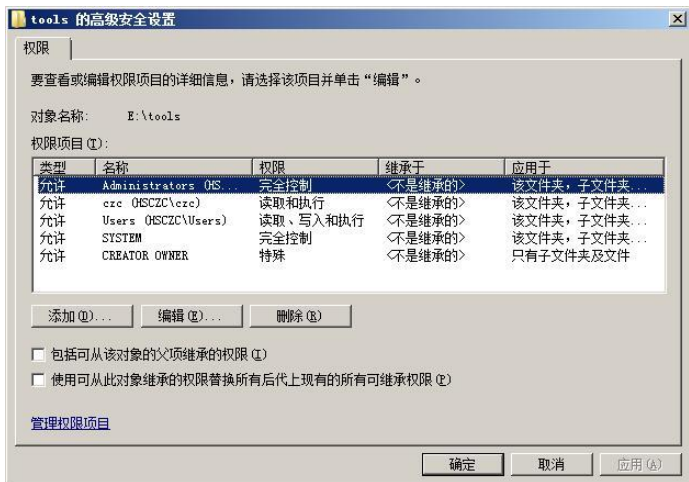 tools 的高级安全设置
权限
要查看或编辑权限项目的详细信息，请选择该项目并单击“编辑”。
对象名称: E:\tools
权限项目(T):
类型 名称 权限 继承于 应用于
允许 Administrators (HS... 完全控制 <不是继承的> 该文件夹，子文件夹...
允许 czc (HSCZC\czc) 读取和执行 <不是继承的> 该文件夹，子文件夹...
允许 Users (HSCZC\Users) 读取、写入和执行 <不是继承的> 该文件夹，子文件夹...
允许 SYSTEM 完全控制 <不是继承的> 该文件夹，子文件夹...
允许 CREATOR OWNER 特殊 <不是继承的> 只有子文件夹及文件
添加(D)... 编辑(E)... 删除(R)
包括可从该对象的父项继承的权限(I)
使用可从此对象继承的权限替换所有后代上现有的所有可继承权限(P)
管理权限项目
确定 取消 应用(A)